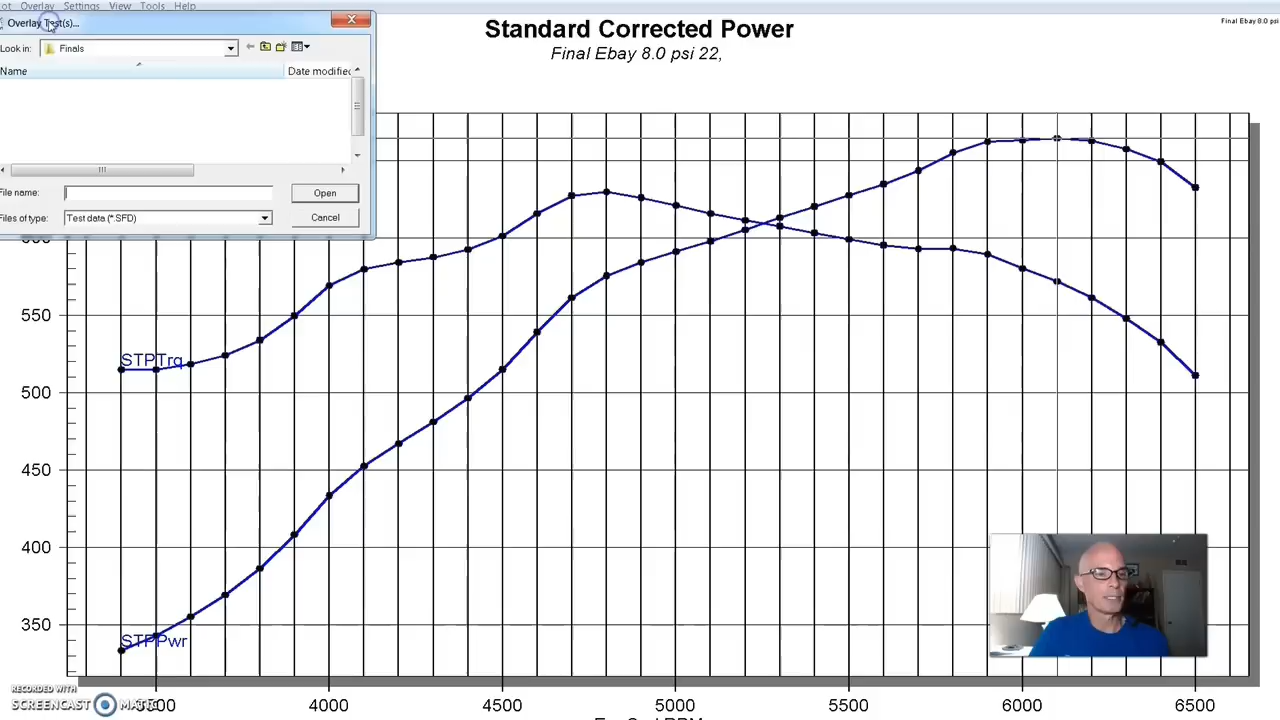 ot Overlay Settings View Tools Help
Overlay Test(s)...
Standard Corrected Power
Final Ebay 8.0 psi 22,
Final Ebay 8.0 psi
Look in: Finals
Name Date modified
File name: Open
Files of type: Test data (*.SFD) Cancel
550
500
450
400
350
STPTrq
STPPwr
RECORDED WITH
SCREENCAST MATIC
4000 4500 5000 5500 6000 6500